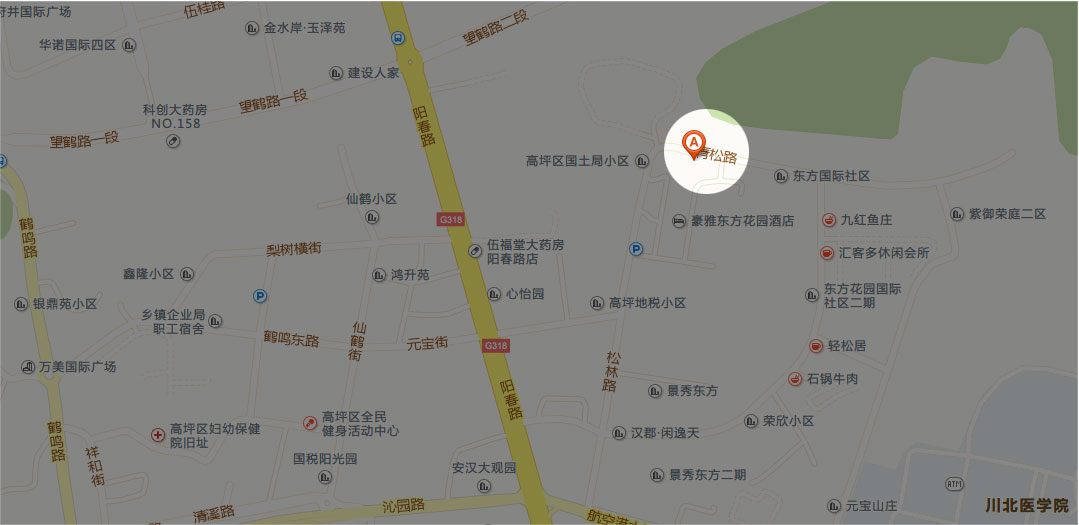 府井国际广场
伍桂路
金水岸·玉泽苑
华诺国际四区
望鹤路二段
建设人家
科创大药房
NO.158
望鹤路一段
望鹤路一段
阳春路
A
青松路
高坪区国土局小区
东方国际社区
仙鹤小区
G318
豪雅东方花园酒店
九红鱼庄
紫御荣庭二区
鹤鸣路
梨树横街
伍福堂大药房
阳春路店
P
汇客多休闲会所
鑫隆小区
鸿升苑
P
心怡园
高坪地税小区
东方花园国际
社区二期
银鼎苑小区
乡镇企业局
职工宿舍
鹤鸣东路
仙鹤街
元宝街
G318
轻松居
万美国际广场
松林路
石锅牛肉
阳春路
景秀东方
鹤鸣路
高坪区妇幼保健
院旧址
高坪区全民
健身活动中心
汉郡·闲逸天
荣欣小区
祥和街
国税阳光园
安汉大观园
景秀东方二期
ATM
沁园路
清溪路
元宝山庄
川北医学院